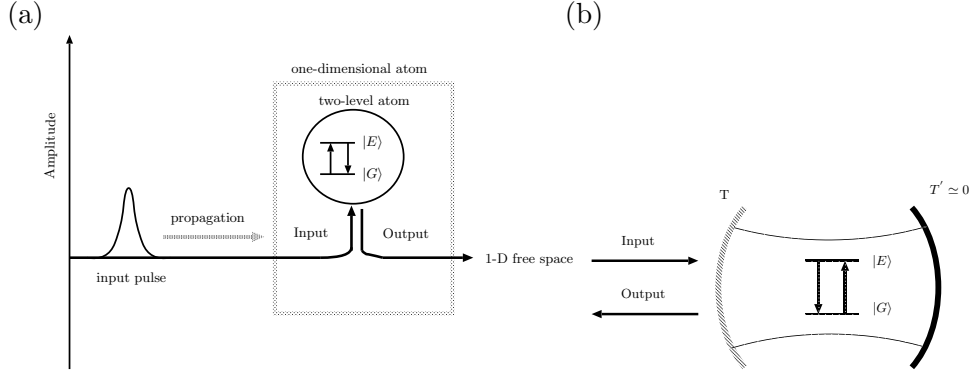 (a)
one-dimensional atom
two-level atom
|E⟩
|G⟩
Amplitude
propagation
Input
Output
input pulse
1-D free space
(b)
T
T' ≃ 0
Input
|E⟩
Output
|G⟩